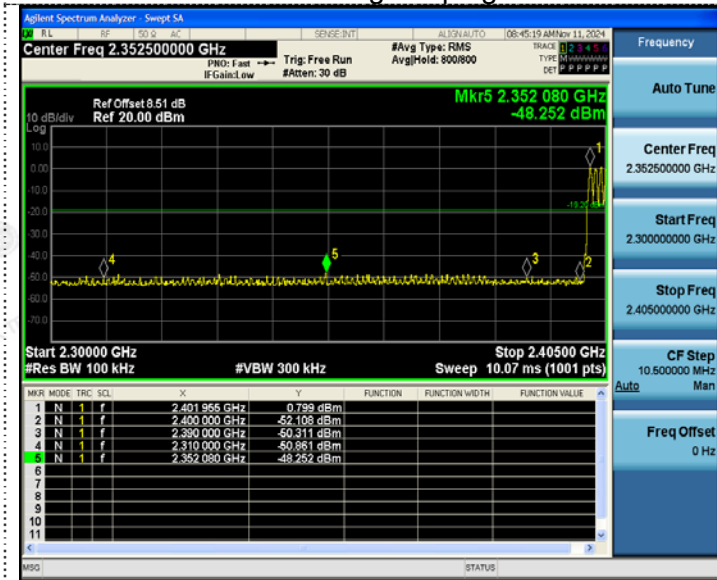 Agilent Spectrum Analyzer - Swept SA
RL RF 50 Ω AC SENSE:INT ALIGN AUTO 08:45:19 AM Nov 11, 2024
Center Freq 2.352500000 GHz #Avg Type: RMS TRACE 1 2 3 4 5 6
PNO: Fast Trig: Free Run Avg|Hold: 800/800 TYPE M
IFGain:Low #Atten: 30 dB DET P P P P P P
Mkr5 2.352 080 GHz
Ref Offset 8.51 dB
10 dB/div Ref 20.00 dBm -48.252 dBm
Log
10.0
0.00
-10.0
-20.0
-30.0
-40.0
-50.0
-60.0
-70.0
1
2
3
4
5
Start 2.30000 GHz Stop 2.40500 GHz
#Res BW 100 kHz #VBW 300 kHz Sweep 10.07 ms (1001 pts)
MKR MODE TRC SCL X Y FUNCTION FUNCTION WIDTH FUNCTION VALUE
1 N 1 f 2.401 955 GHz 0.799 dBm
2 N 1 f 2.400 000 GHz -52.108 dBm
3 N 1 f 2.390 000 GHz -50.311 dBm
4 N 1 f 2.310 000 GHz -50.861 dBm
5 N 1 f 2.352 080 GHz -48.252 dBm
6
7
8
9
10
11
MSG STATUS
Frequency
Auto Tune
Center Freq
2.352500000 GHz
Start Freq
2.300000000 GHz
Stop Freq
2.405000000 GHz
CF Step
10.500000 MHz
Auto Man
Freq Offset
0 Hz